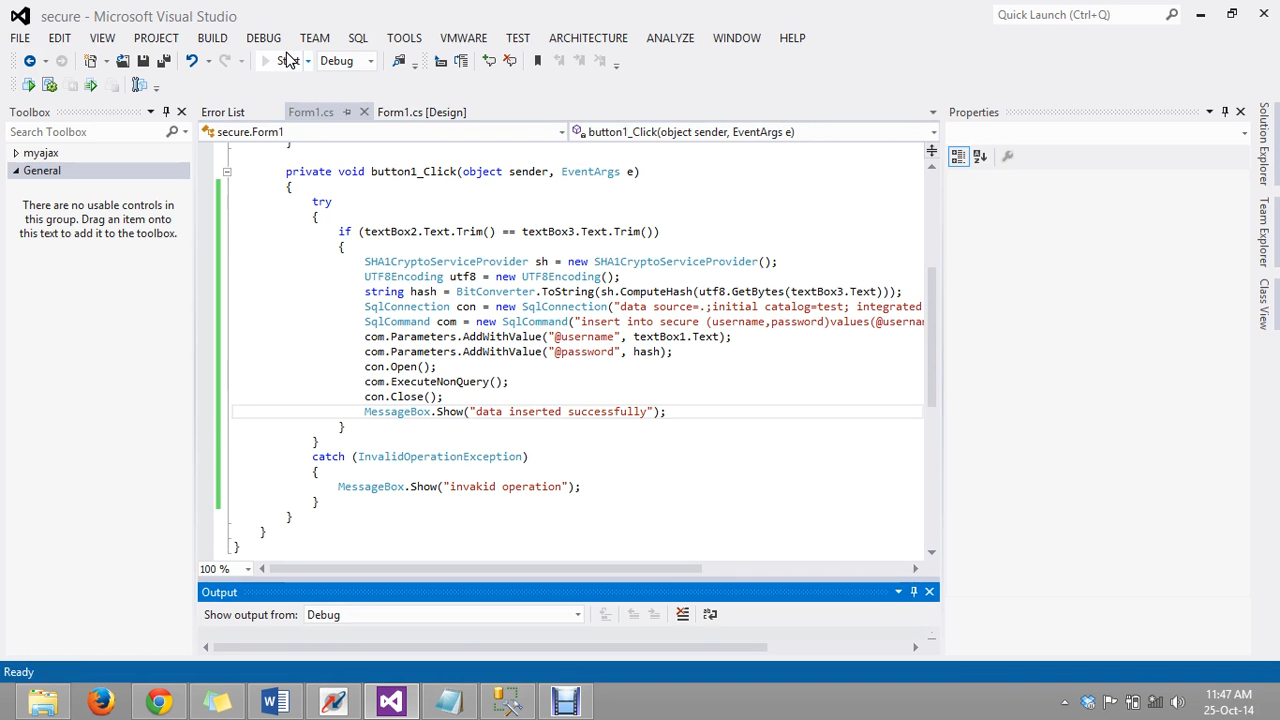 secure - Microsoft Visual Studio
Quick Launch (Ctrl+Q)
FILE EDIT VIEW PROJECT BUILD DEBUG TEAM SQL TOOLS VMWARE TEST ARCHITECTURE ANALYZE WINDOW HELP
Debug
Toolbox
Error List Form1.cs Form1.cs [Design]
Properties
Search Toolbox
secure.Form1
button1_Click(object sender, EventArgs e)
myajax
General
There are no usable controls in
this group. Drag an item onto
this text to add it to the toolbox.
}
private void button1_Click(object sender, EventArgs e)
{
try
{
if (textBox2.Text.Trim() == textBox3.Text.Trim())
{
SHA1CryptoServiceProvider sh = new SHA1CryptoServiceProvider();
UTF8Encoding utf8 = new UTF8Encoding();
string hash = BitConverter.ToString(sh.ComputeHash(utf8.GetBytes(textBox3.Text)));
SqlConnection con = new SqlConnection("data source=.;initial catalog=test; integrated
SqlCommand com = new SqlCommand("insert into secure (username,password)values(@usernam
com.Parameters.AddWithValue("@username", textBox1.Text);
com.Parameters.AddWithValue("@password", hash);
con.Open();
com.ExecuteNonQuery();
con.Close();
MessageBox.Show("data inserted successfully");
}
}
catch (InvalidOperationException)
{
MessageBox.Show("invakid operation");
}
}
}
}
100 %
Output
Show output from: Debug
Solution Explorer
Team Explorer
Class View
Ready
11:47 AM
25-Oct-14